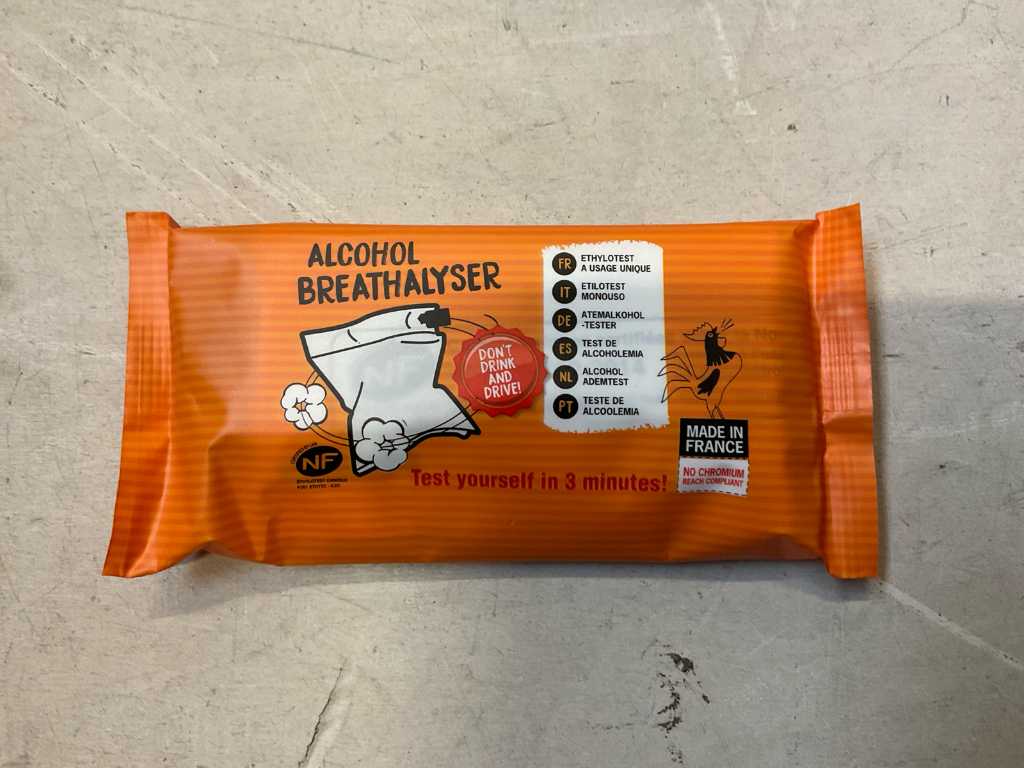 ALCOHOL
BREATHALYSER
DON'T
DRINK
AND
DRIVE!
FR
ETHYLOTEST
A USAGE UNIQUE
IT
ETILOTEST
MONOUSO
DE
ATEMALKOHOL
-TESTER
ES
TEST DE
ALCOHOLEMIA
NL
ALCOHOL
ADEMTEST
PT
TESTE DE
ALCOOLEMIA
NF
Test yourself in 3 minutes!
MADE IN
FRANCE
NO CHROMIUM
REACH COMPLIANT